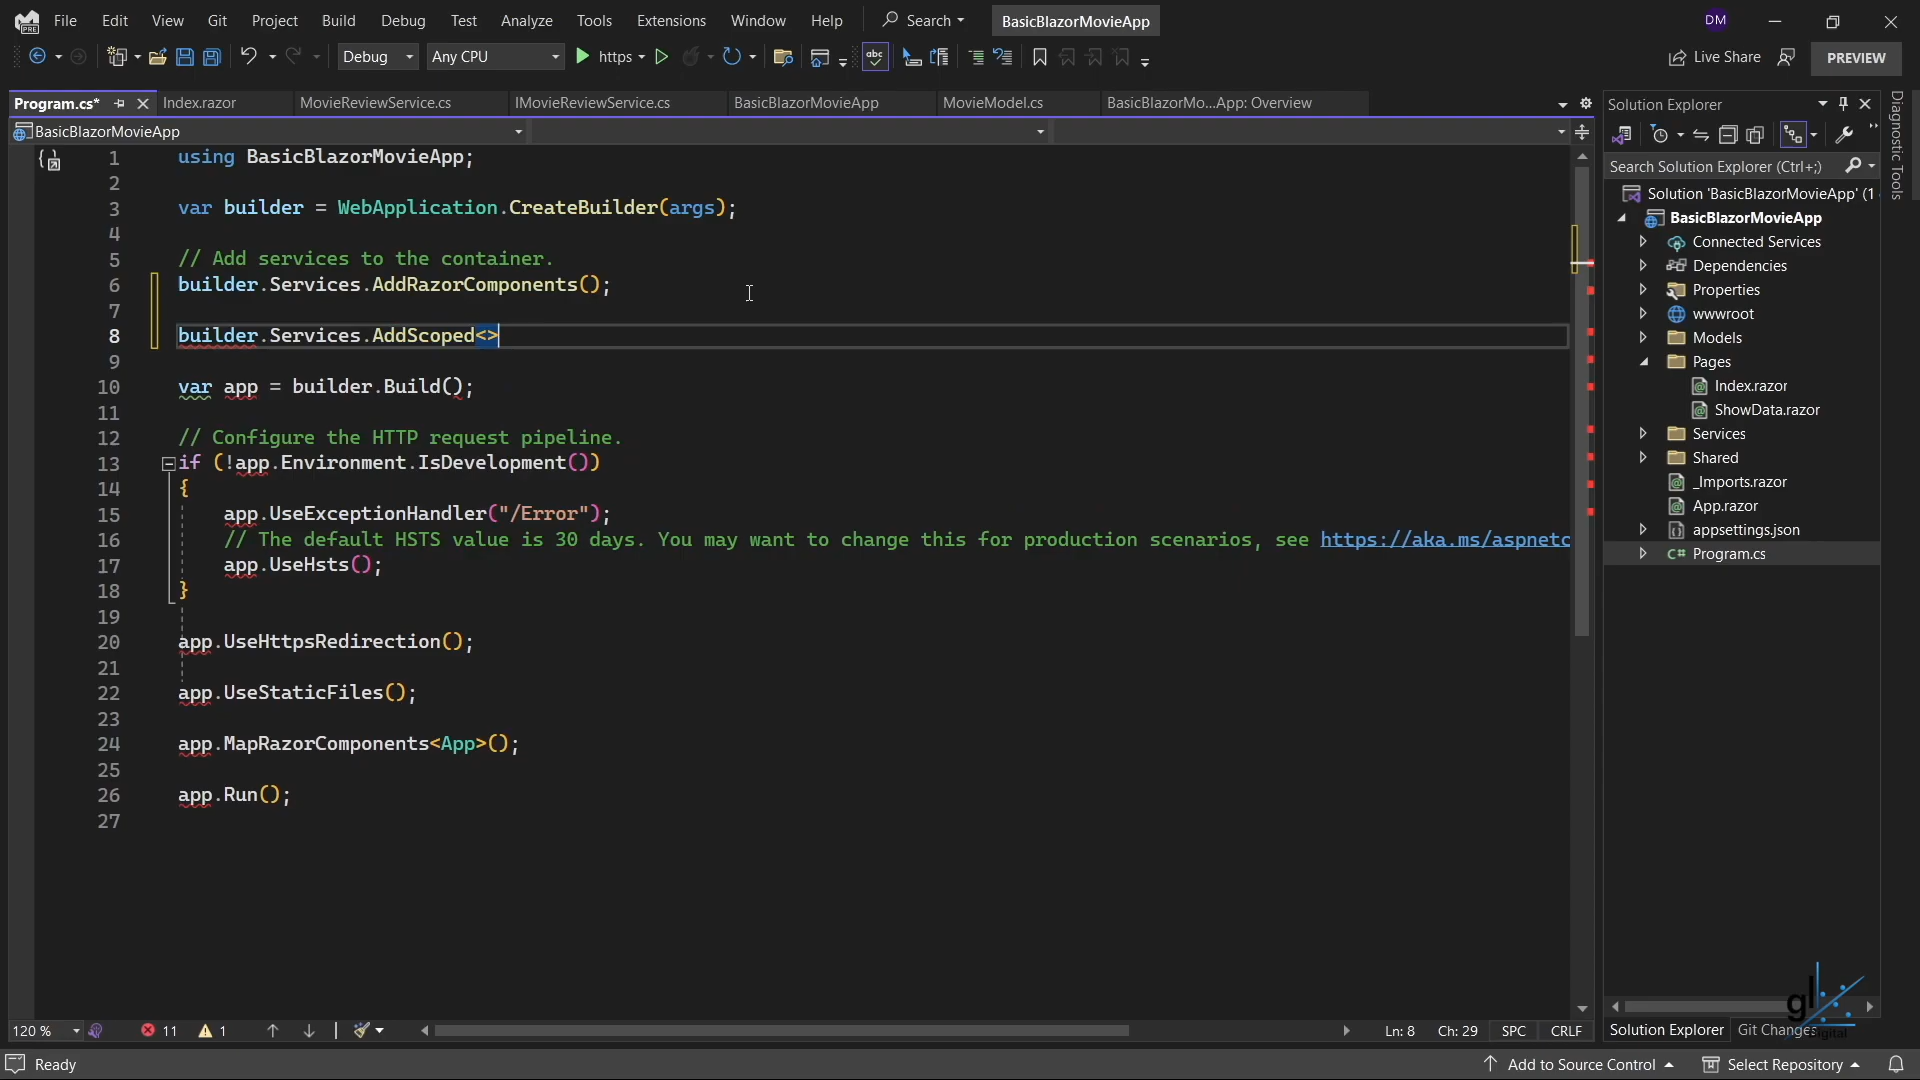 File Edit View Git Project Build Debug Test Analyze Tools Extensions Window Help Search BasicBlazorMovieApp DM
Debug Any CPU https abc Live Share PREVIEW
Program.cs* Index.razor MovieReviewService.cs IMovieReviewService.cs BasicBlazorMovieApp MovieModel.cs BasicBlazorMo...App: Overview
BasicBlazorMovieApp
1 using BasicBlazorMovieApp;
2
3 var builder = WebApplication.CreateBuilder(args);
4
5 // Add services to the container.
6 builder.Services.AddRazorComponents();
7
8 builder.Services.AddScoped<>
9
10 var app = builder.Build();
11
12 // Configure the HTTP request pipeline.
13 if (!app.Environment.IsDevelopment())
14 {
15 app.UseExceptionHandler("/Error");
16 // The default HSTS value is 30 days. You may want to change this for production scenarios, see https://aka.ms/aspnetc
17 app.UseHsts();
18 }
19
20 app.UseHttpsRedirection();
21
22 app.UseStaticFiles();
23
24 app.MapRazorComponents<App>();
25
26 app.Run();
27
Solution Explorer
Search Solution Explorer (Ctrl+;)
Solution 'BasicBlazorMovieApp' (1
BasicBlazorMovieApp
Connected Services
Dependencies
Properties
wwwroot
Models
Pages
Index.razor
ShowData.razor
Services
Shared
_Imports.razor
App.razor
appsettings.json
C# Program.cs
Diagnostic Tools
gl
Digital
120 % 11 1 Ln: 8 Ch: 29 SPC CRLF
Solution Explorer Git Changes
Ready Add to Source Control Select Repository